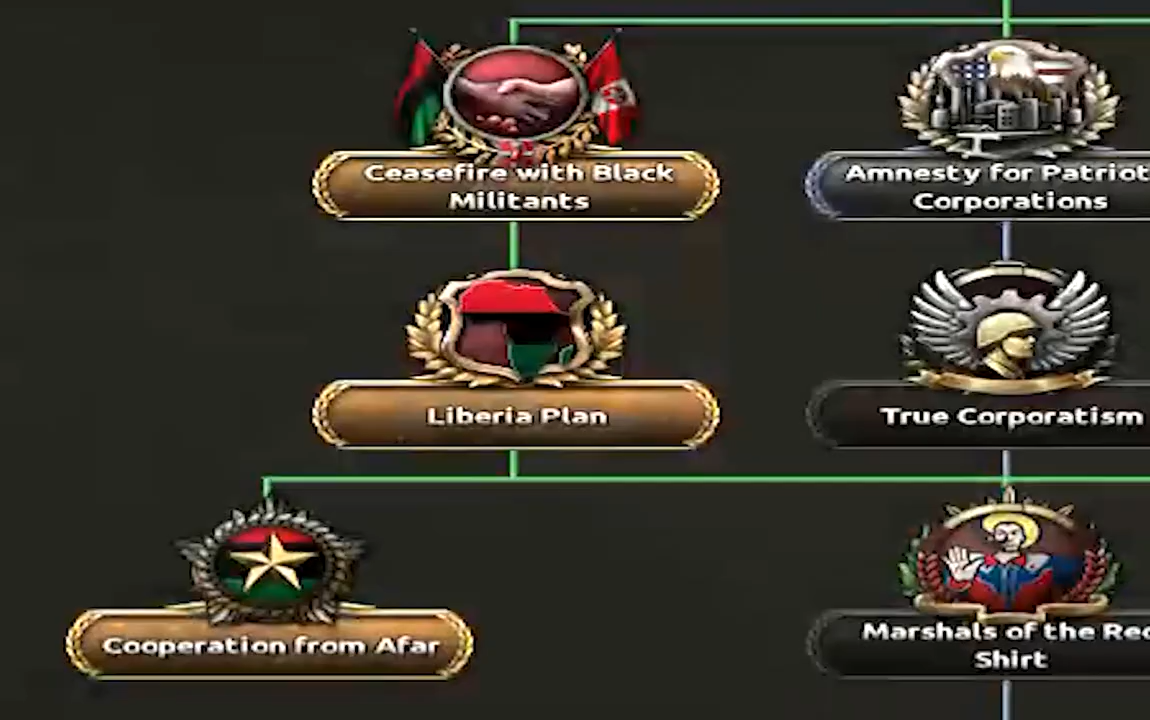 Ceasefire with Black
Militants
Amnesty for Patriot
Corporations
Liberia Plan
True Corporatism
Cooperation from Afar
Marshals of the Red
Shirt